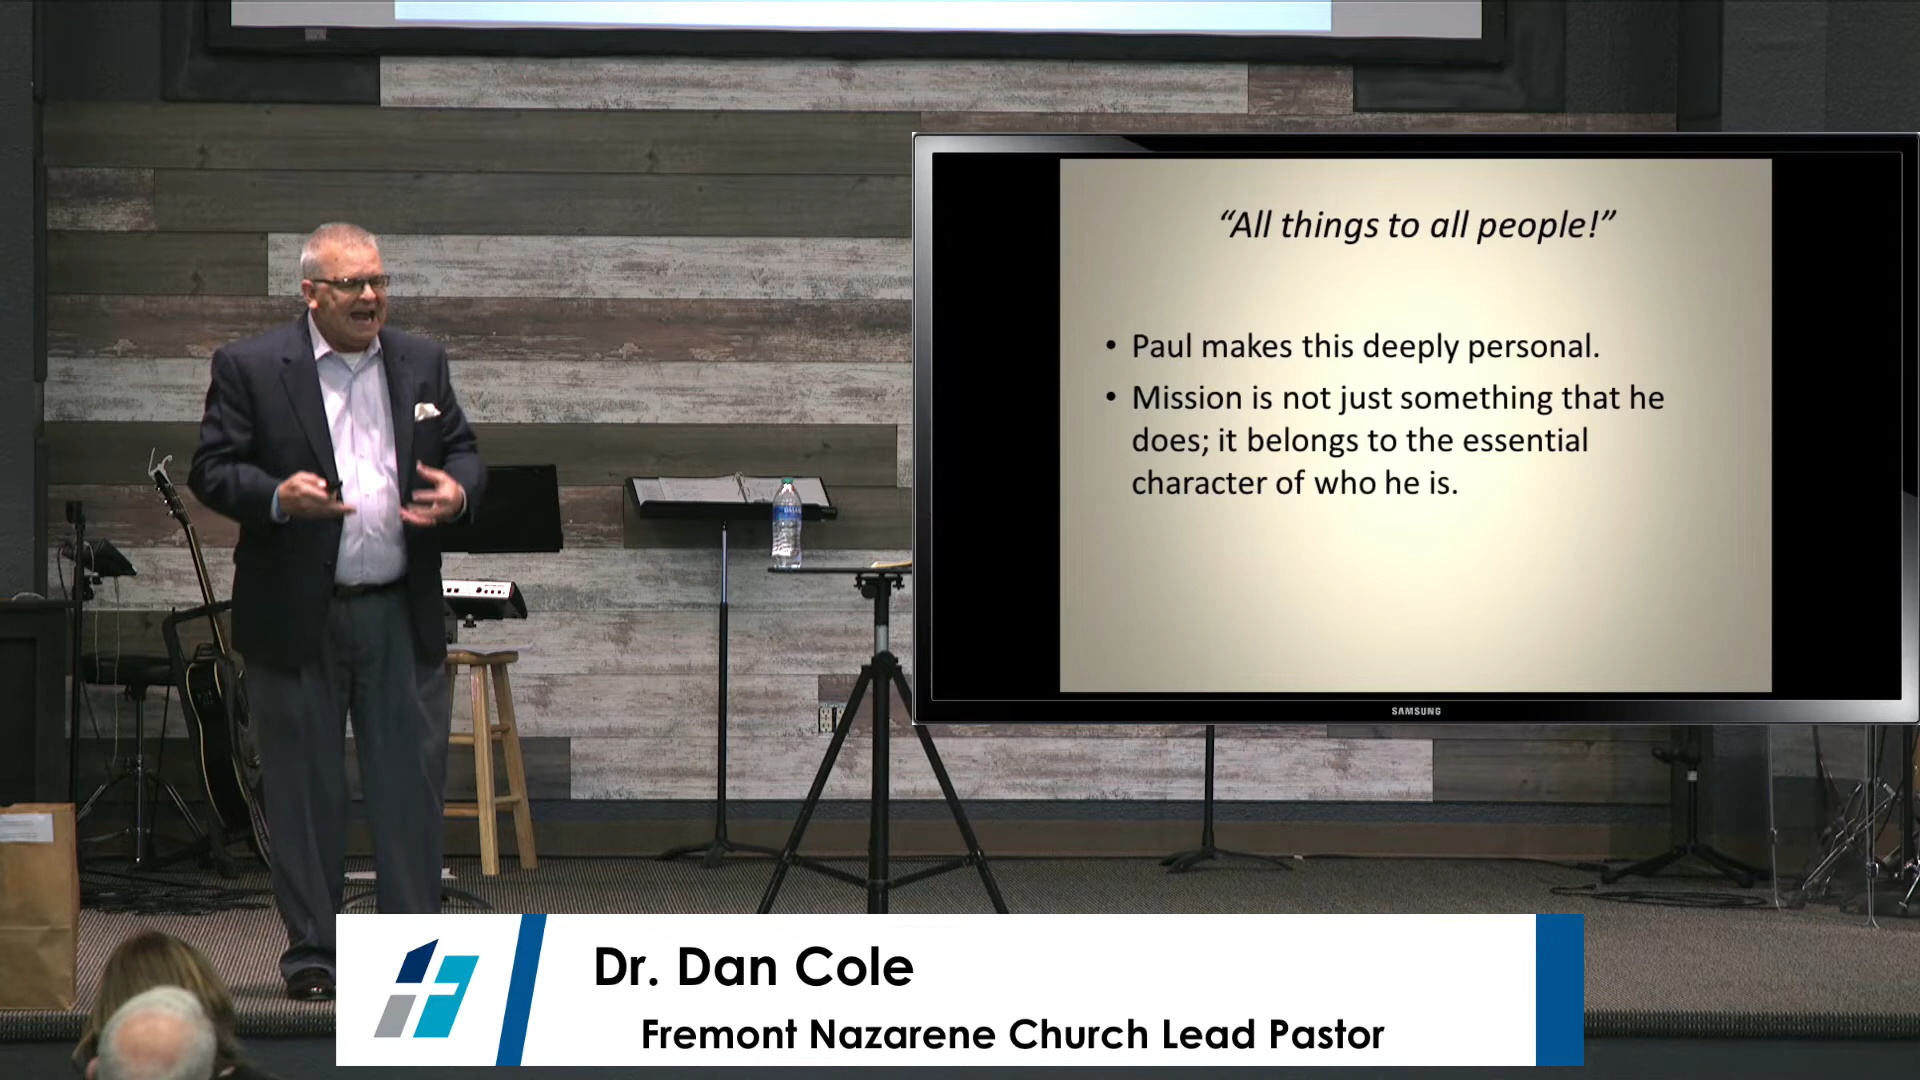 “All things to all people!”
• Paul makes this deeply personal.
• Mission is not just something that he
does; it belongs to the essential
character of who he is.
SAMSUNG
Dr. Dan Cole
Fremont Nazarene Church Lead Pastor